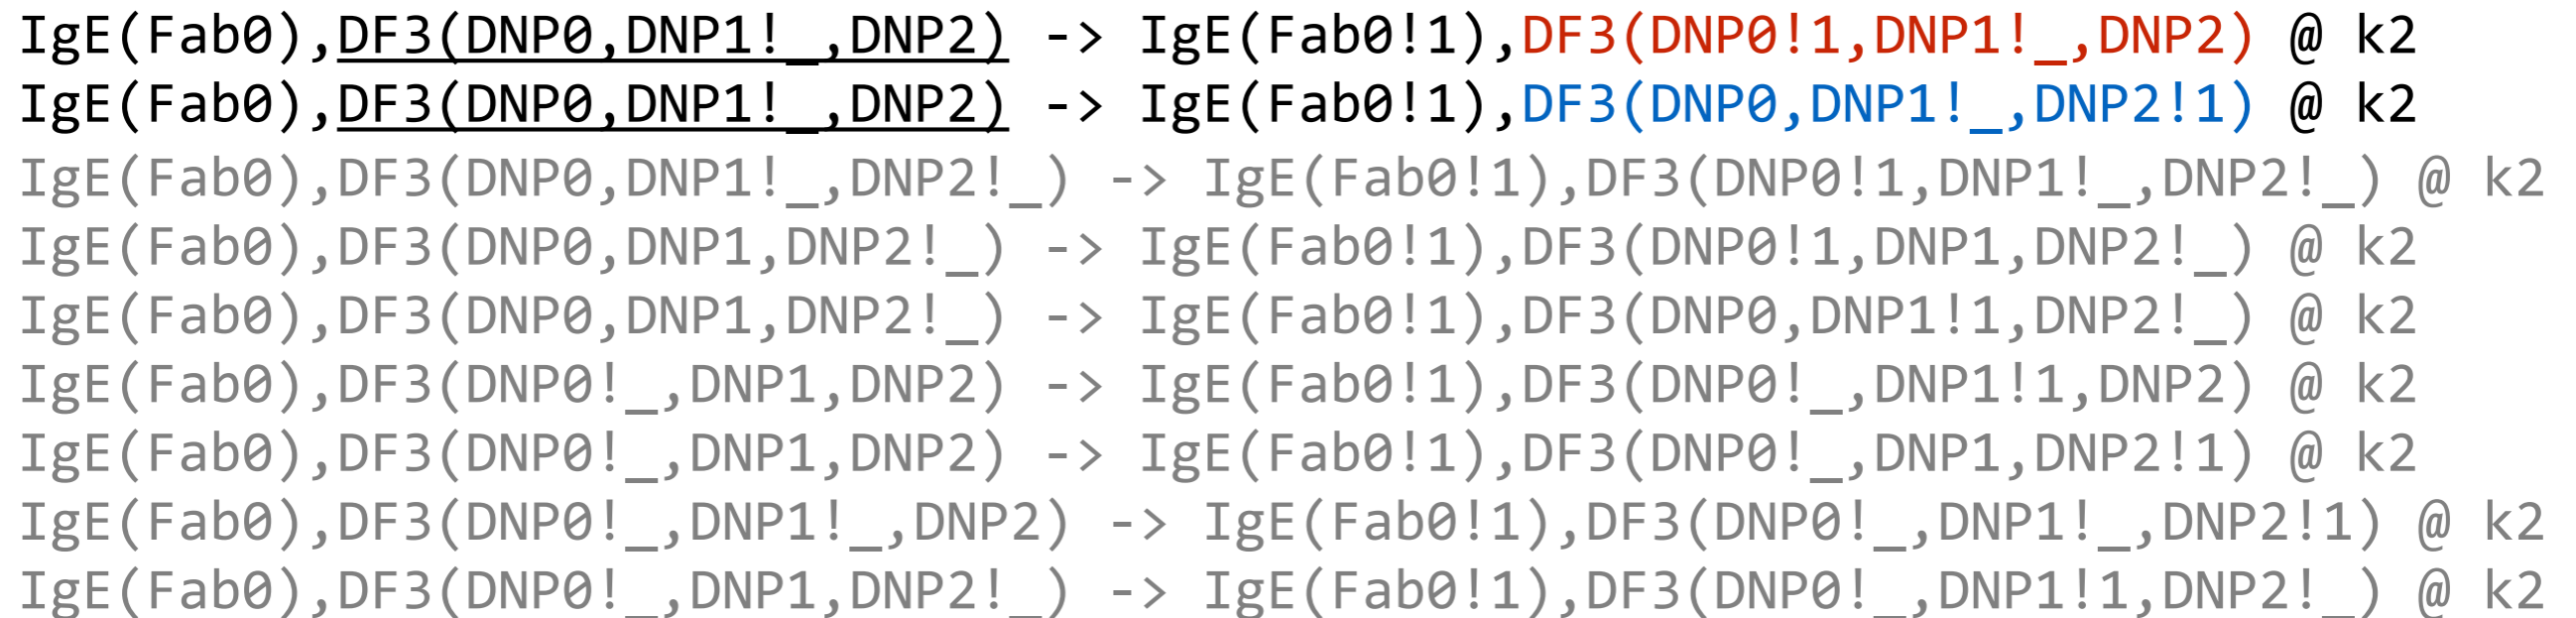 IgE(Fab0),DF3(DNP0,DNP1!_,DNP2) -> IgE(Fab0!1),DF3(DNP0!1,DNP1!_,DNP2) @ k2
IgE(Fab0),DF3(DNP0,DNP1!_,DNP2) -> IgE(Fab0!1),DF3(DNP0,DNP1!_,DNP2!1) @ k2
IgE(Fab0),DF3(DNP0,DNP1!_,DNP2!_) -> IgE(Fab0!1),DF3(DNP0!1,DNP1!_,DNP2!_) @ k2
IgE(Fab0),DF3(DNP0,DNP1,DNP2!_) -> IgE(Fab0!1),DF3(DNP0!1,DNP1,DNP2!_) @ k2
IgE(Fab0),DF3(DNP0,DNP1,DNP2!_) -> IgE(Fab0!1),DF3(DNP0,DNP1!1,DNP2!_) @ k2
IgE(Fab0),DF3(DNP0!_,DNP1,DNP2) -> IgE(Fab0!1),DF3(DNP0!_,DNP1!1,DNP2) @ k2
IgE(Fab0),DF3(DNP0!_,DNP1,DNP2) -> IgE(Fab0!1),DF3(DNP0!_,DNP1,DNP2!1) @ k2
IgE(Fab0),DF3(DNP0!_,DNP1!_,DNP2) -> IgE(Fab0!1),DF3(DNP0!_,DNP1!_,DNP2!1) @ k2
IgE(Fab0),DF3(DNP0!_,DNP1,DNP2!_) -> IgE(Fab0!1),DF3(DNP0!_,DNP1!1,DNP2!_) @ k2